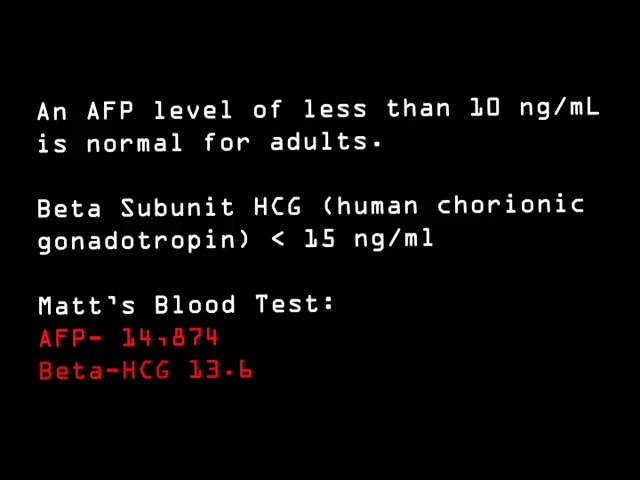 An AFP level of less than 10 ng/mL
is normal for adults.
Beta Subunit HCG (human chorionic
gonadotropin) < 15 ng/ml
Matt's Blood Test:
AFP- 14,874
Beta-HCG 13.6